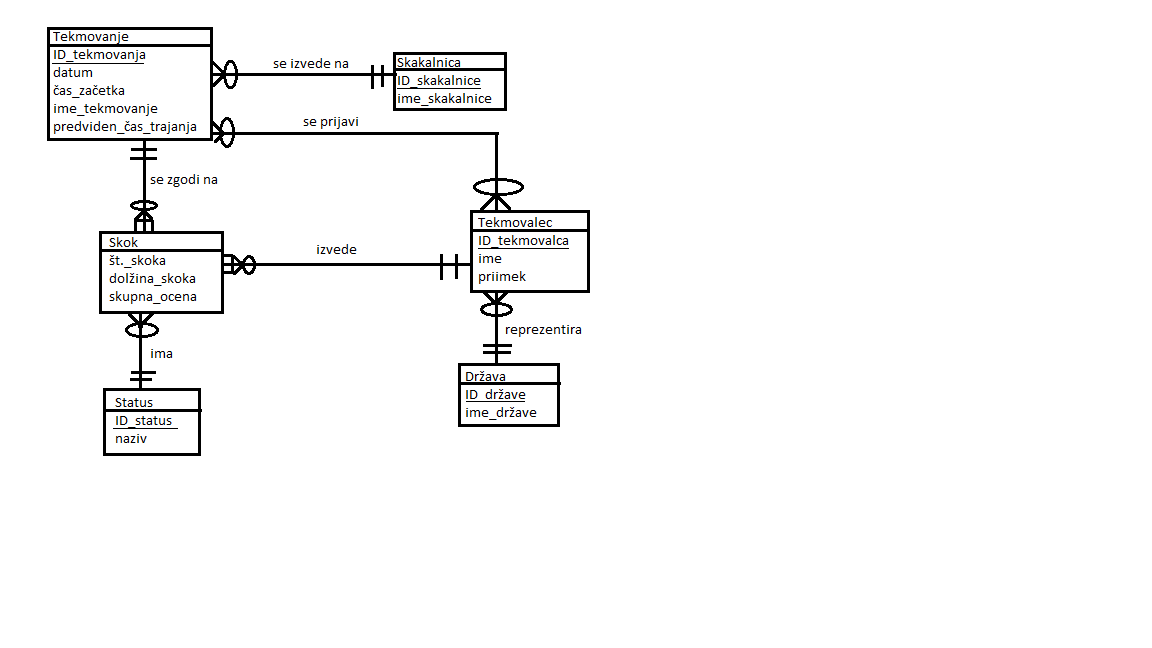 Tekmovanje
ID_tekmovanja
datum
čas_začetka
ime_tekmovanje
predviden_čas_trajanja
se izvede na
Skakalnica
ID_skakalnice
ime_skakalnice
se prijavi
se zgodi na
Skok
št._skoka
dolžina_skoka
skupna_ocena
izvede
Tekmovalec
ID_tekmovalca
ime
priimek
reprezentira
ima
Država
ID_države
ime_države
Status
ID_status
naziv